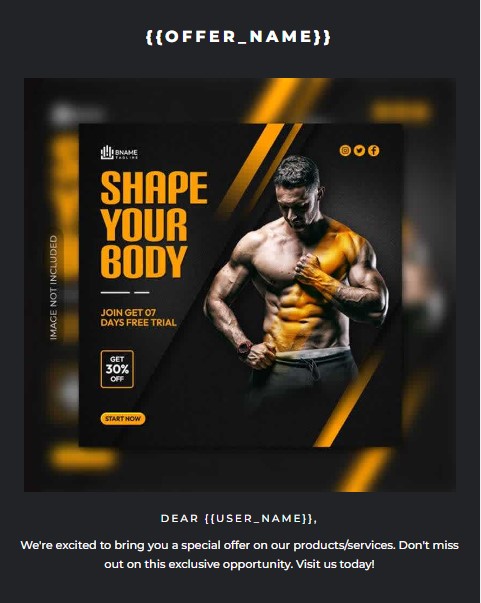 {{OFFER_NAME}}
BNAME
TAGLINE
SHAPE
YOUR
BODY
JOIN GET 07
DAYS FREE TRIAL
GET
30%
OFF
START NOW
IMAGE NOT INCLUDED
DEAR {{USER_NAME}},
We're excited to bring you a special offer on our products/services. Don't miss
out on this exclusive opportunity. Visit us today!